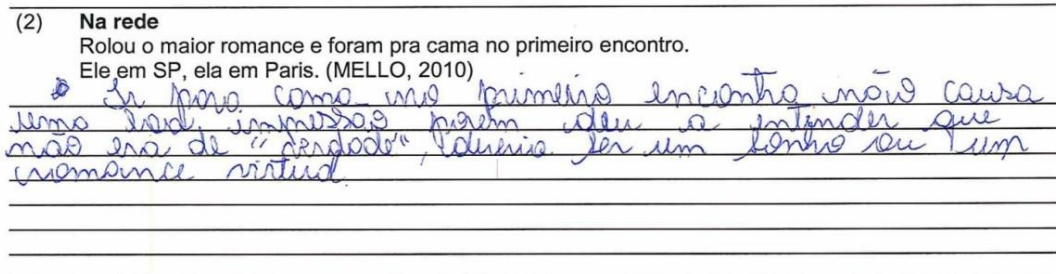 (2) Na rede
Rolou o maior romance e foram pra cama no primeiro encontro.
Ele em SP, ela em Paris. (MELLO, 2010)
Ir para cama no primeiro encontro não causa
uma boa impressão porém deu a entender que
não era de "verdade", deveria ser um sonho ou um
romance virtual.